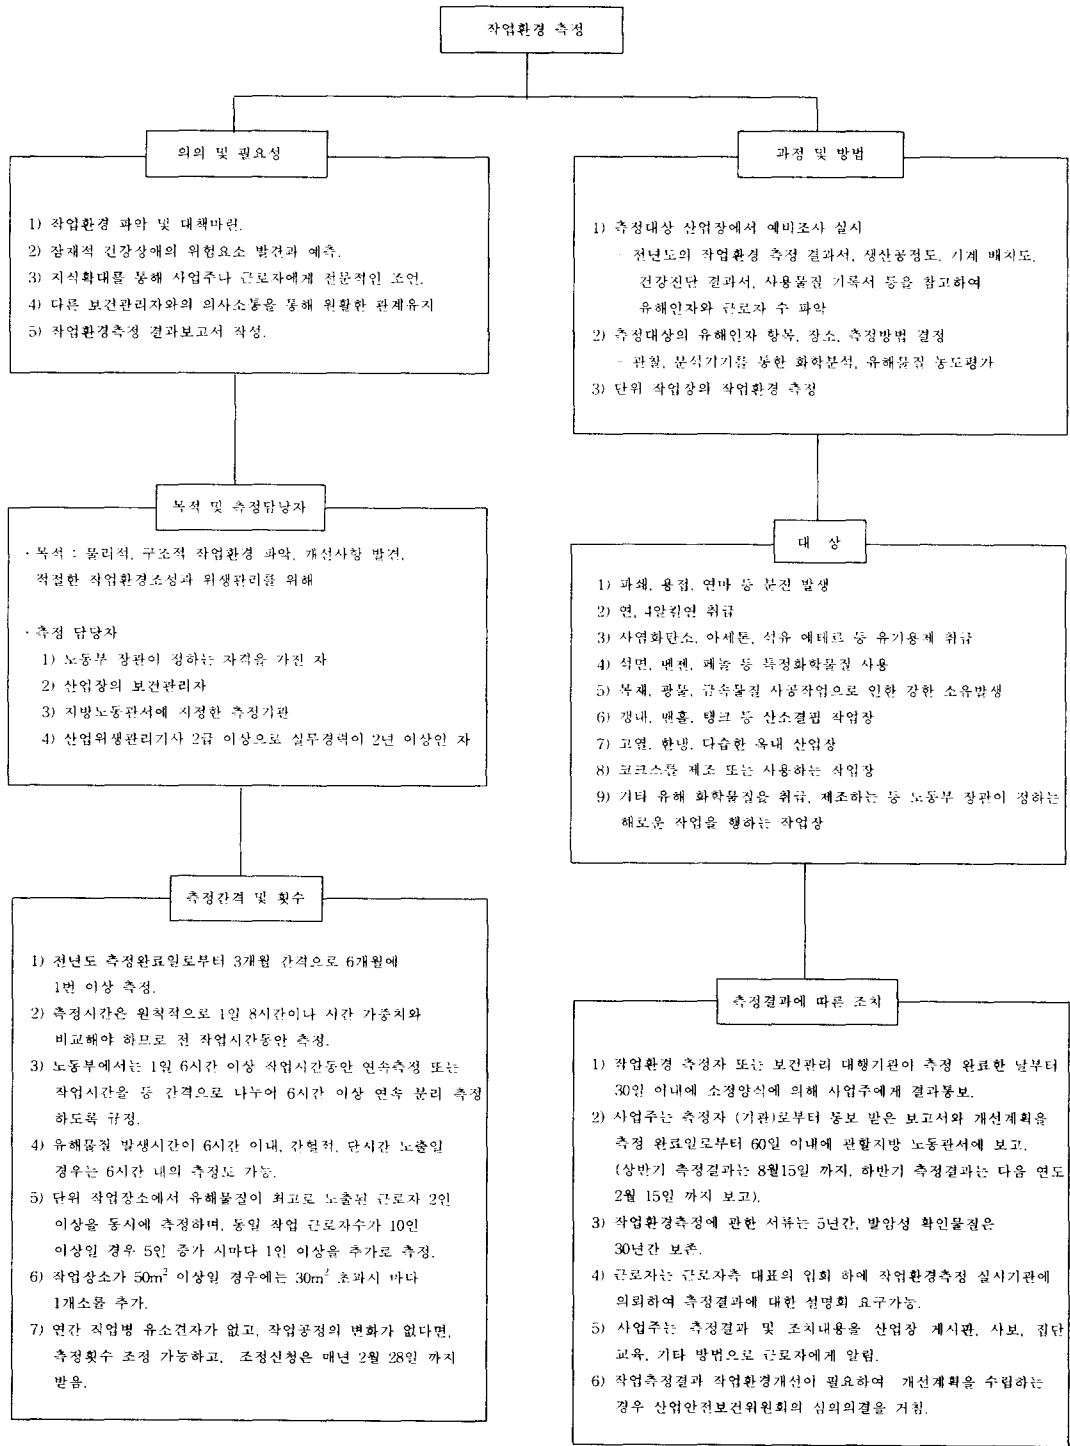 작업환경 측정
의의 및 필요성
1) 작업환경 파악 및 대책마련.
2) 잠재적 건강상애의 위험요소 발견과 예측.
3) 지식확대를 통해 사업주나 근로자에게 전문적인 조언.
4) 다른 보건관리자와의 의사소통을 통해 원활한 관계유지
5) 작업환경측정 결과보고서 작성.
목적 및 측정담당자
· 목적 : 물리적, 구조적 작업환경 파악, 개선사항 발견,
적절한 작업환경조성과 위생관리를 위해
· 측정 담당자
1) 노동부 장관이 정하는 자격을 가진 자
2) 산업장의 보건관리자
3) 지방노동관서에 지정한 측정기관
4) 산업위생관리기사 2급 이상으로 실무경력이 2년 이상인 자
측정간격 및 횟수
1) 전년도 측정완료일로부터 3개월 간격으로 6개월에
1번 이상 측정.
2) 측정시간은 원칙적으로 1일 8시간이나 시간 가중치와
비교해야 하므로 전 작업시간동안 측정.
3) 노동부에서는 1일 6시간 이상 작업시간동안 연속측정 또는
작업시간을 등 간격으로 나누어 6시간 이상 연속 분리 측정
하도록 규정.
4) 유해물질 발생시간이 6시간 이내, 간헐적, 단시간 노출일
경우는 6시간 내의 측정도 가능.
5) 단위 작업장소에서 유해물질이 최고로 노출된 근로자 2인
이상을 동시에 측정하며, 동일 작업 근로자수가 10인
이상일 경우 5인 증가 시마다 1인 이상을 추가로 측정.
6) 작업장소가 50m² 이상일 경우에는 30m² 초과시 마다
1개소를 추가.
7) 연간 직업병 유소견자가 없고, 작업공정의 변화가 없다면,
측정횟수 조정 가능하고, 조정신청은 매년 2월 28일 까지
받음.
과정 및 방법
1) 측정대상 산업장에서 예비조사 실시
- 전년도의 작업환경 측정 결과서, 생산공정도, 기계 배치도,
건강진단 결과서, 사용물질 기록서 등을 참고하여
유해인자와 근로자 수 파악
2) 측정대상의 유해인자 항목, 장소, 측정방법 결정
- 관찰, 분석기기를 통한 화학분석, 유해물질 농도평가
3) 단위 작업장의 작업환경 측정
대 상
1) 파쇄, 용접, 연마 등 분진 발생
2) 연, 4알킬연 취급
3) 사염화탄소, 아세톤, 석유 에테르 등 유기용제 취급
4) 석면, 벤젠, 페놀 등 특정화학물질 사용
5) 목재, 광물, 금속물질 사공작업으로 인한 강한 소유발생
6) 갱내, 맨홀, 탱크 등 산소결핍 작업장
7) 고열, 한냉, 다습한 옥내 산업장
8) 코크스를 제조 또는 사용하는 작업장
9) 기타 유해 화학물질을 취급, 제조하는 등 노동부 장관이 정하는
해로운 작업을 행하는 작업장
측정결과에 따른 조치
1) 작업환경 측정자 또는 보건관리 대행기관이 측정 완료한 날부터
30일 이내에 소정양식에 의해 사업주에게 결과통보.
2) 사업주는 측정자 (기관)로부터 통보 받은 보고서와 개선계획을
측정 완료일로부터 60일 이내에 관할지방 노동관서에 보고.
(상반기 측정결과는 8월15일 까지, 하반기 측정결과는 다음 연도
2월 15일 까지 보고).
3) 작업환경측정에 관한 서류는 5년간, 발암성 확인물질은
30년간 보존.
4) 근로자는 근로자측 대표의 입회 하에 작업환경측정 실시기관에
의뢰하여 측정결과에 대한 설명회 요구가능.
5) 사업주는 측정결과 및 조치내용을 산업장 게시판, 사보, 집단
교육, 기타 방법으로 근로자에게 알림.
6) 작업측정결과 작업환경개선이 필요하여 개선계획을 수립하는
경우 산업안전보건위원회의 심의의결을 거침.